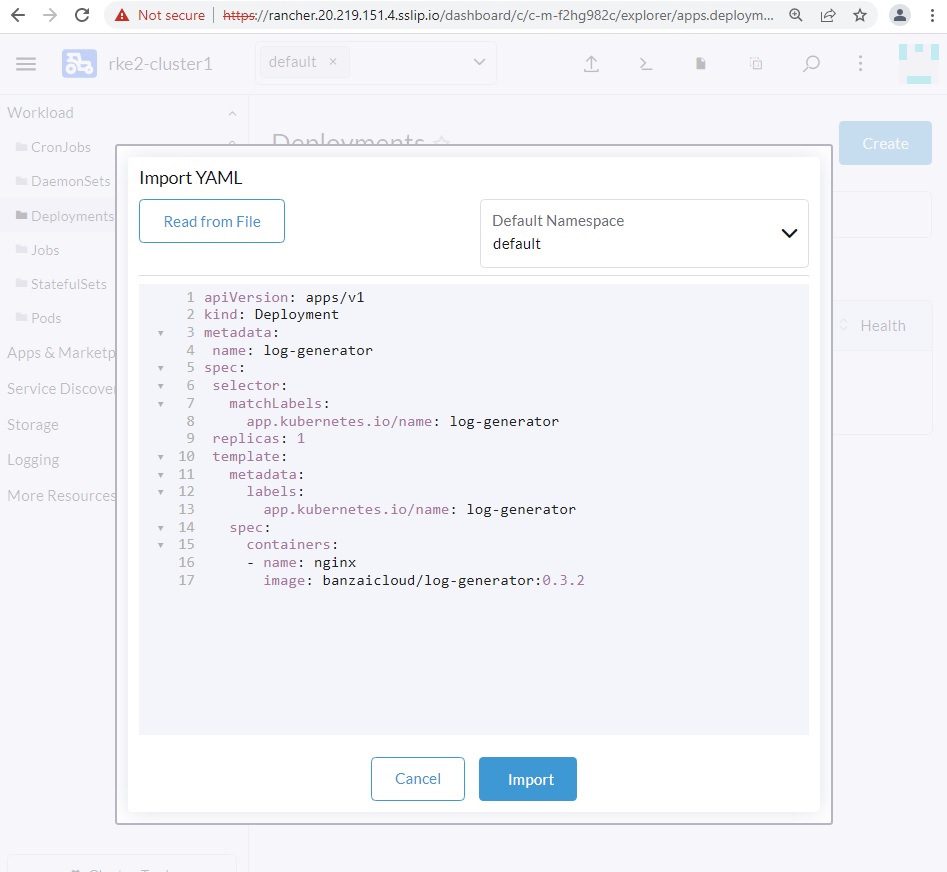 Not secure https://rancher.20.219.151.4.sslip.io/dashboard/c/c-m-f2hg982c/explorer/apps.deploym...
rke2-cluster1 default ×
Workload
CronJobs
DaemonSets
Deployments
Jobs
StatefulSets
Pods
Apps & Marketp
Service Discover
Storage
Logging
More Resources
Deployments
Create
Health
Import YAML
Read from File
Default Namespace
default
1 apiVersion: apps/v1
2 kind: Deployment
3 metadata:
4 name: log-generator
5 spec:
6 selector:
7 matchLabels:
8 app.kubernetes.io/name: log-generator
9 replicas: 1
10 template:
11 metadata:
12 labels:
13 app.kubernetes.io/name: log-generator
14 spec:
15 containers:
16 - name: nginx
17 image: banzaicloud/log-generator:0.3.2
Cancel
Import